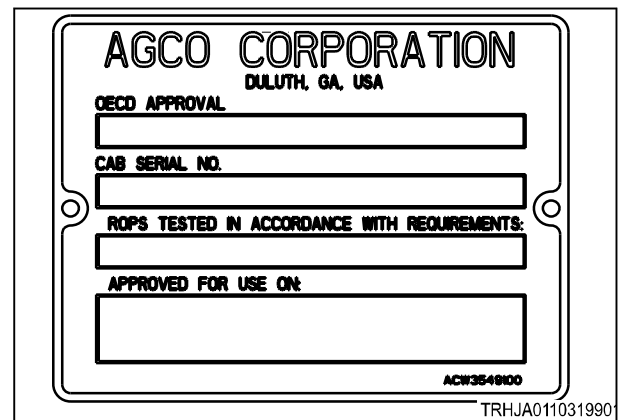 AGCO CORPORATION
DULUTH, GA, USA
OECD APPROVAL
CAB SERIAL NO.
ROPS TESTED IN ACCORDANCE WITH REQUIREMENTS:
APPROVED FOR USE ON:
ACW3549100
TRHJA0110319901